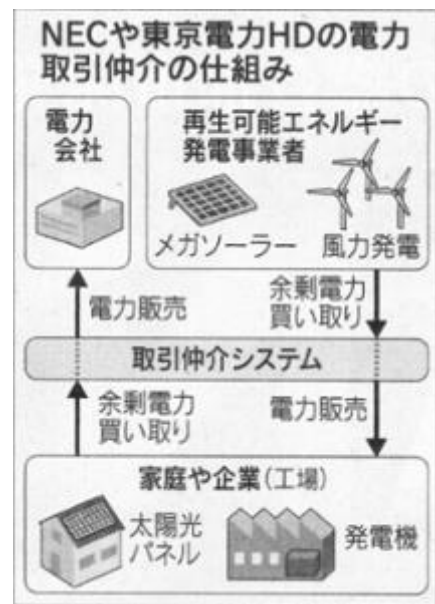 NECや東京電力HDの電力
取引仲介の仕組み
電力
会社
再生可能エネルギー
発電事業者
メガソーラー
風力発電
電力販売
余剰電力
買い取り
取引仲介システム
余剰電力
買い取り
電力販売
家庭や企業(工場)
太陽光
パネル
発電機